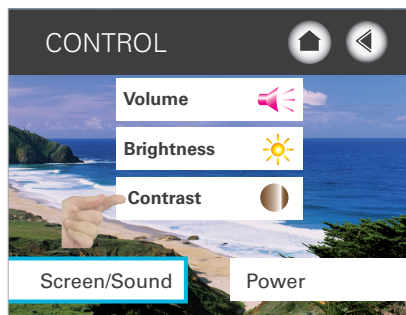 CONTROL
Volume
Brightness
Contrast
Screen/Sound
Power